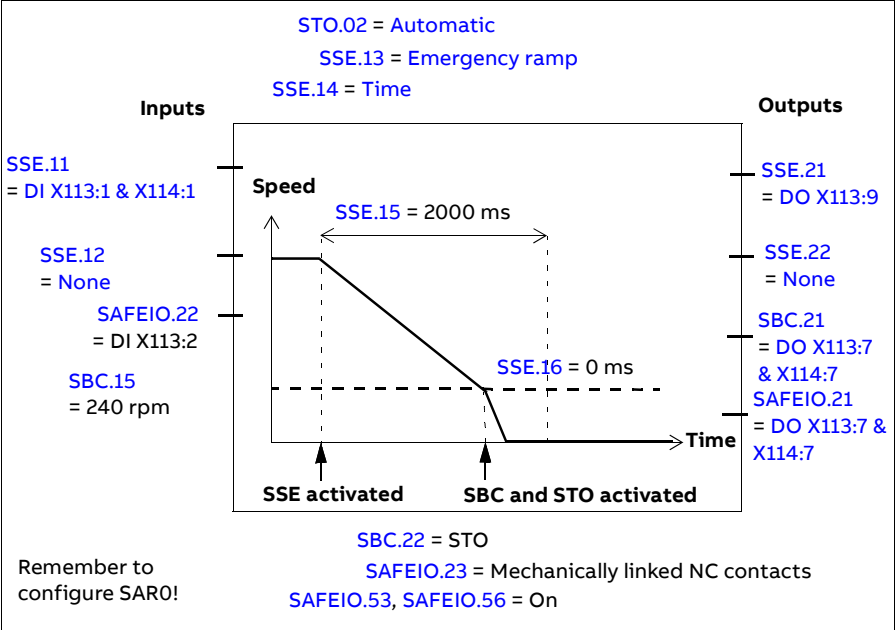 STO.02 = Automatic
SSE.13 = Emergency ramp
SSE.14 = Time
Inputs
Outputs
SSE.11
= DI X113:1 & X114:1
SSE.12
= None
SAFEIO.22
= DI X113:2
SBC.15
= 240 rpm
Speed
SSE.15 = 2000 ms
SSE.16 = 0 ms
Time
SSE activated
SBC and STO activated
SSE.21
= DO X113:9
SSE.22
= None
SBC.21
= DO X113:7
& X114:7
SAFEIO.21
= DO X113:7 &
X114:7
SBC.22 = STO
SAFEIO.23 = Mechanically linked NC contacts
SAFEIO.53, SAFEIO.56 = On
Remember to
configure SAR0!